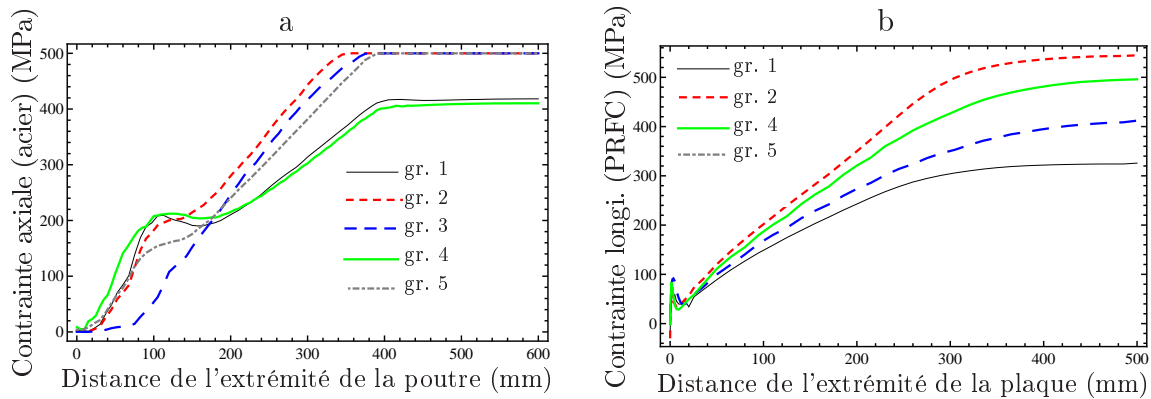 a
Contrainte axiale (acier) (MPa)
500
400
300
200
100
0
gr. 1
gr. 2
gr. 3
gr. 4
gr. 5
0 100 200 300 400 500 600
Distance de l'extrémité de la poutre (mm)
b
Contrainte longi. (PRFC) (MPa)
500
400
300
200
100
0
gr. 1
gr. 2
gr. 4
gr. 5
0 100 200 300 400 500
Distance de l'extrémité de la plaque (mm)